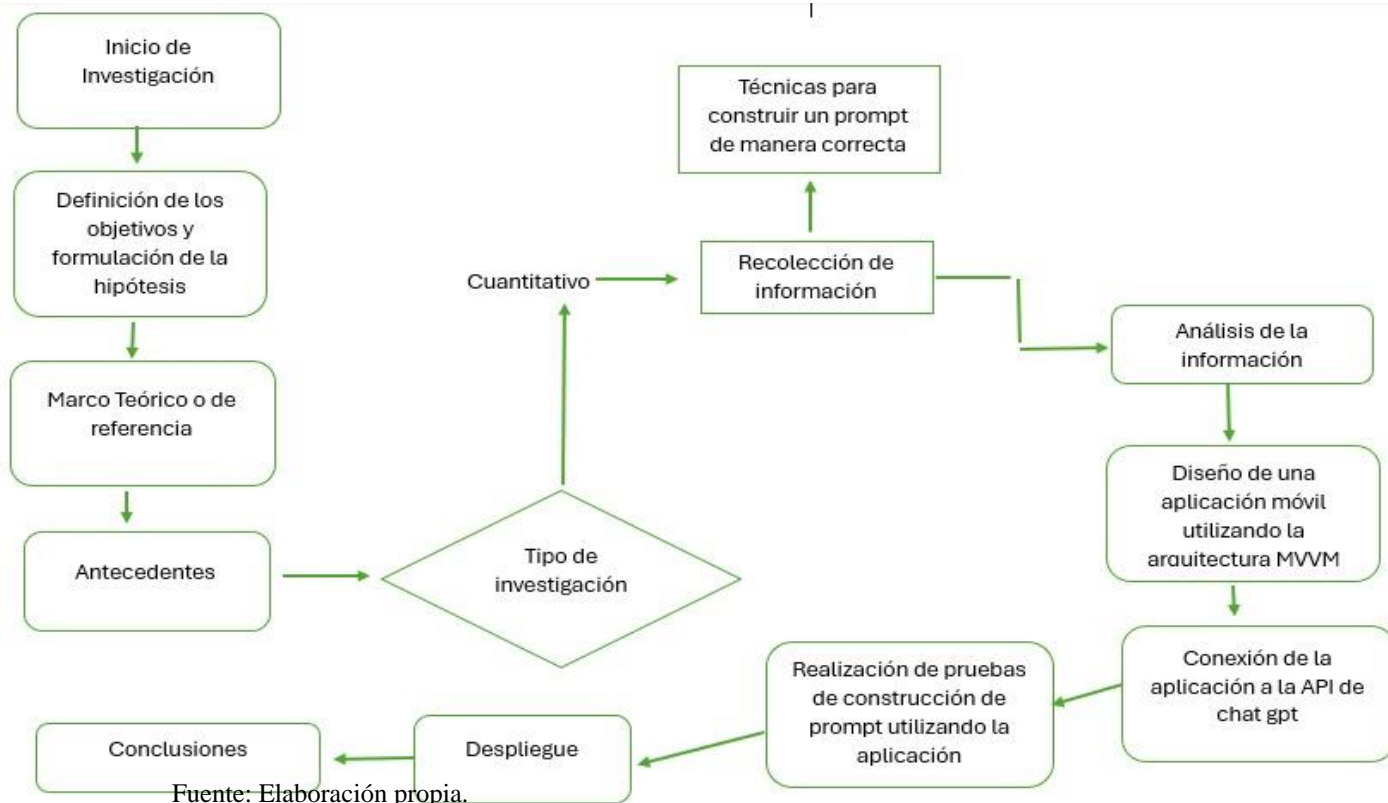 Inicio de
Investigación
Definición de los
objetivos y
formulación de la
hipótesis
Marco Teórico o de
referencia
Antecedentes
Tipo de
investigación
Cuantitativo
Recolección de
información
Técnicas para
construir un prompt
de manera correcta
Análisis de la
información
Diseño de una
aplicación móvil
utilizando la
arquitectura MVVM
Conexión de la
aplicación a la API de
chat gpt
Realización de pruebas
de construcción de
prompt utilizando la
aplicación
Despliegue
Conclusiones
Fuente: Elaboración propia.